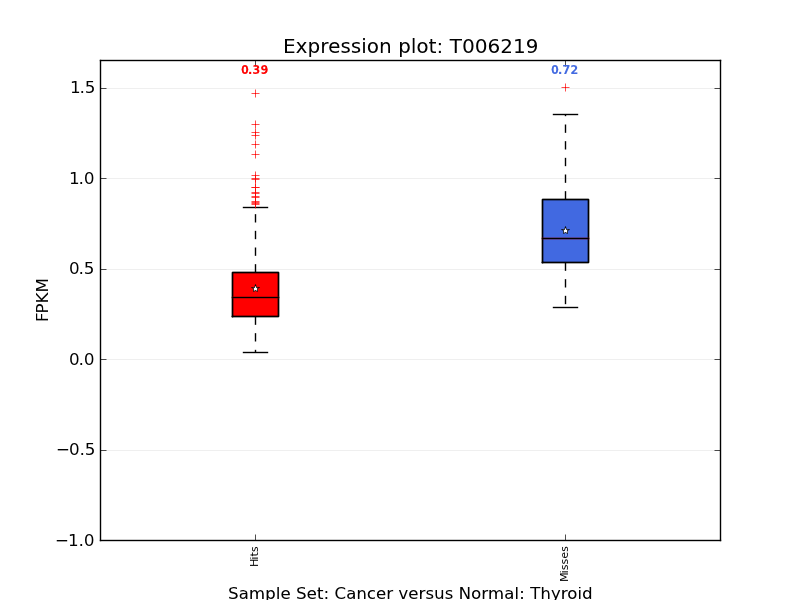 Expression plot: T006219
0.39
0.72
1.5
1.0
0.5
0.0
−0.5
−1.0
FPKM
Hits
Misses
Sample Set: Cancer versus Normal: Thyroid